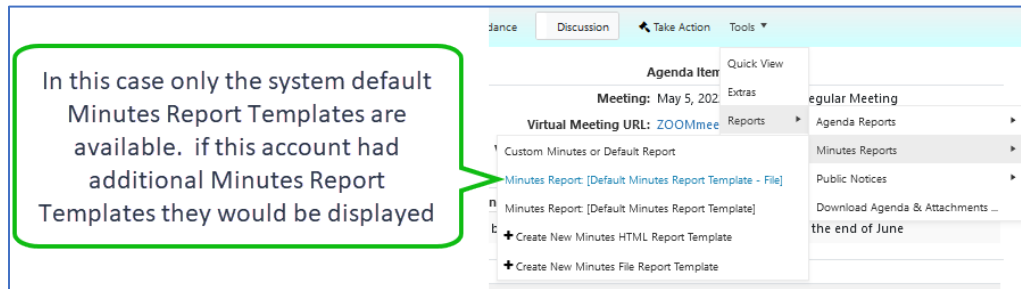 In this case only the system default
Minutes Report Templates are
available. if this account had
additional Minutes Report
Templates they would be displayed
Discussion Take Action Tools
Agenda Item
Meeting: May 5, 202 egular Meeting
Virtual Meeting URL: ZOOMmee
Quick View
Extras
Reports
Agenda Reports
Minutes Reports
Public Notices
Download Agenda & Attachments ...
the end of June
Custom Minutes or Default Report
Minutes Report: [Default Minutes Report Template - File]
Minutes Report: [Default Minutes Report Template]
Create New Minutes HTML Report Template
Create New Minutes File Report Template